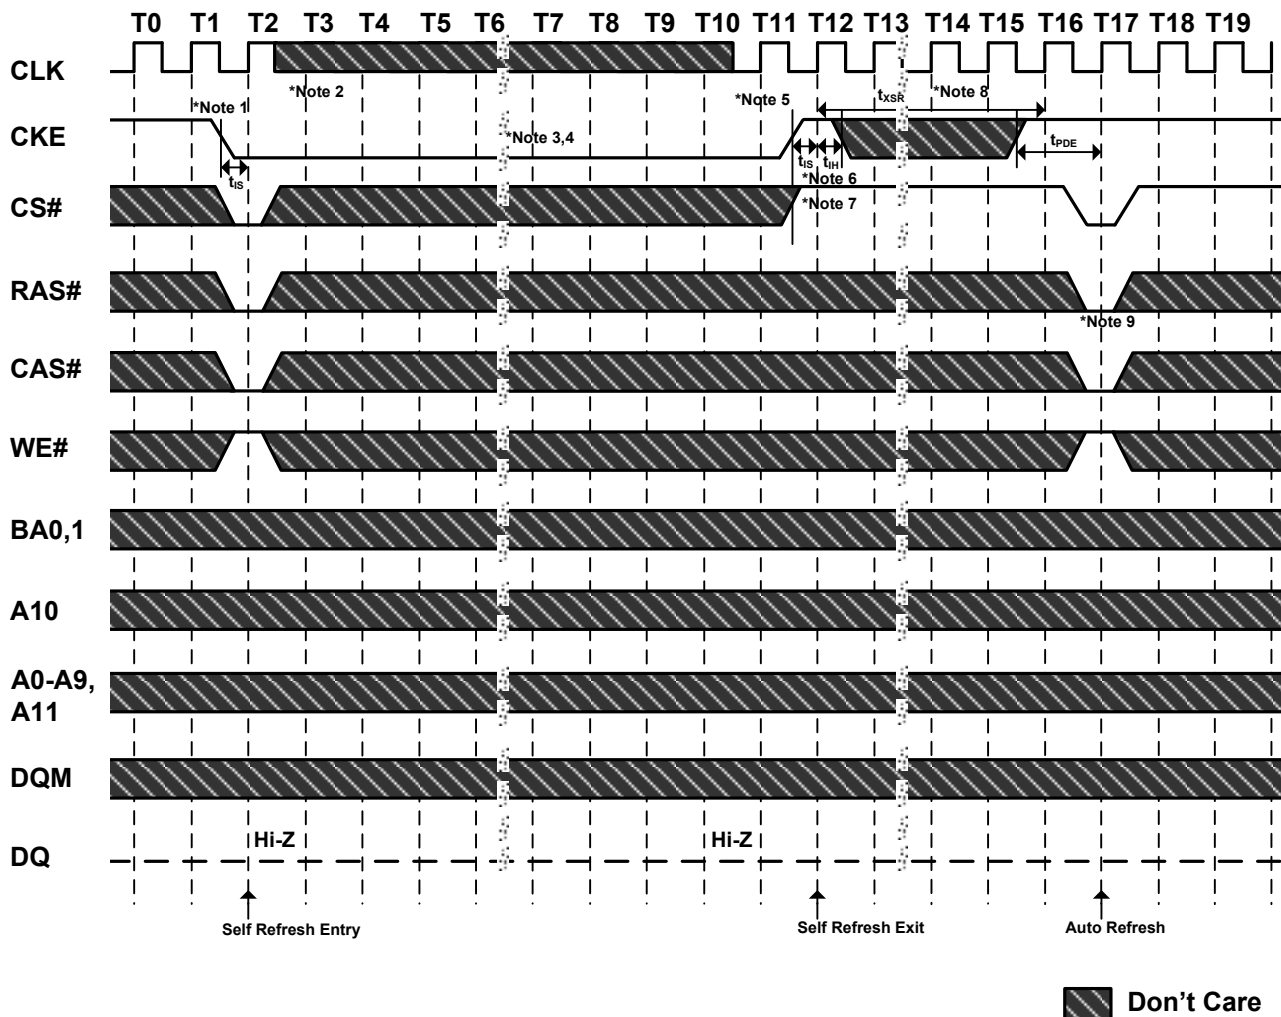 T0 T1 T2 T3 T4 T5 T6 T7 T8 T9 T10 T11 T12 T13 T14 T15 T16 T17 T18 T19
CLK
*Note 1
*Note 2
*Note 5
tXSR
*Note 8
CKE
*Note 3,4
tIS
tIS
tIH
tPDE
*Note 6
CS#
*Note 7
RAS#
*Note 9
CAS#
WE#
BA0,1
A10
A0-A9,
A11
DQM
Hi-Z
Hi-Z
DQ
Self Refresh Entry
Self Refresh Exit
Auto Refresh
Don't Care